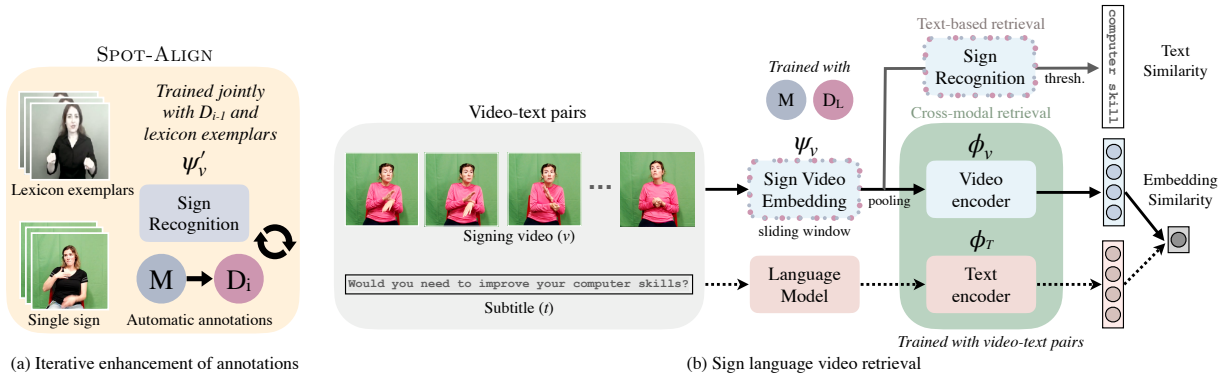 SPOT-ALIGN
Trained jointly
with D_{i-1} and
lexicon exemplars
ψ'_v
Lexicon exemplars
Sign
Recognition
M
D_i
Single sign
Automatic annotations
(a) Iterative enhancement of annotations
Video-text pairs
Signing video (v)
Would you need to improve your computer skills?
Subtitle (t)
Trained with
M
D_L
ψ_v
Sign Video
Embedding
sliding window
pooling
Language
Model
Text-based retrieval
Sign
Recognition
thresh.
computer skill
Text
Similarity
Cross-modal retrieval
ϕ_v
Video
encoder
ϕ_T
Text
encoder
Trained with video-text pairs
Embedding
Similarity
(b) Sign language video retrieval